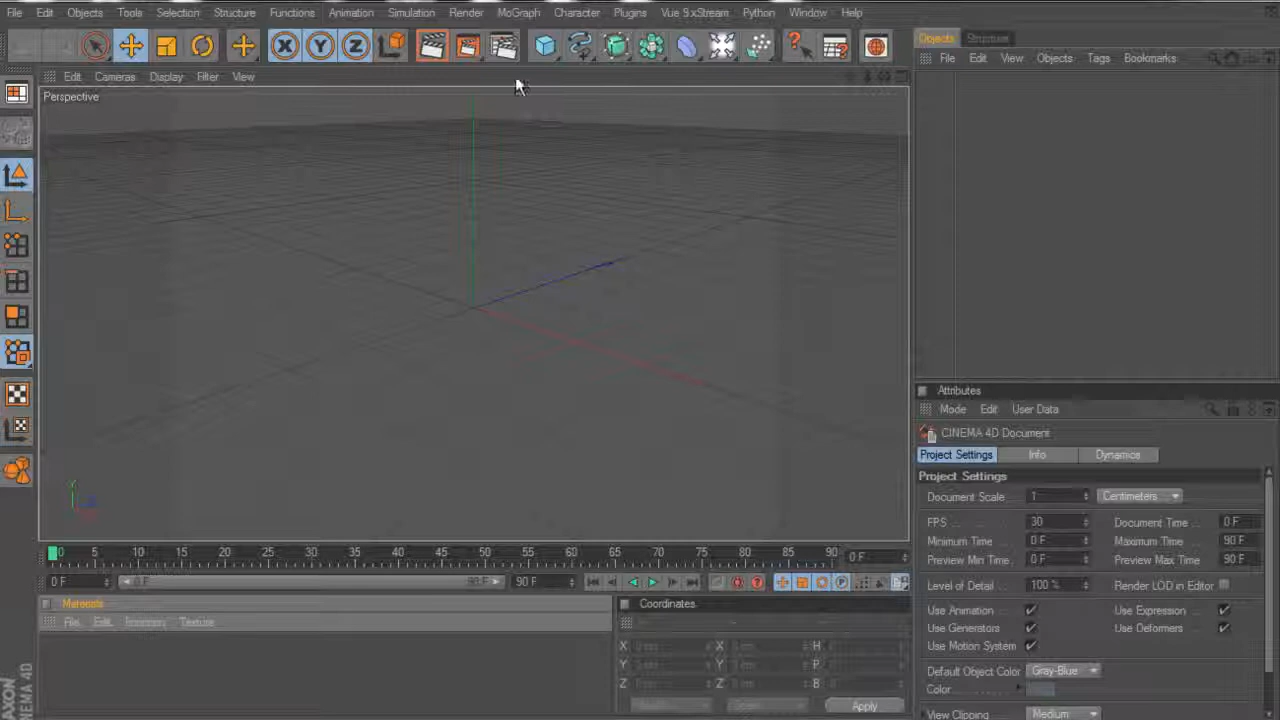 File Edit Objects Tools Selection Structure Functions Animation Simulation Render MoGraph Character Plugins Vue 9xStream Python Window Help
Objects Structure
File Edit View Objects Tags Bookmarks
Edit Cameras Display Filter View
Perspective
X Y Z
Attributes
Mode Edit User Data
CINEMA 4D Document
Project Settings Info Dynamics
Project Settings
Document Scale 1 Centimeters
FPS 30 Document Time 0 F
Minimum Time 0 F Maximum Time 90 F
Preview Min Time 0 F Preview Max Time 90 F
Level of Detail 100 % Render LOD in Editor
Use Animation Use Expression
Use Generators Use Deformers
Use Motion System
Default Object Color Gray-Blue
Color
View Clipping Medium
0 5 10 15 20 25 30 35 40 45 50 55 60 65 70 75 80 85 90 0 F
0 F 0 F 90 F 90 F
Materials
File Edit Function Texture
Coordinates
X X H
Y Y P
Z Z B
Apply
AXON
NEMA 4D